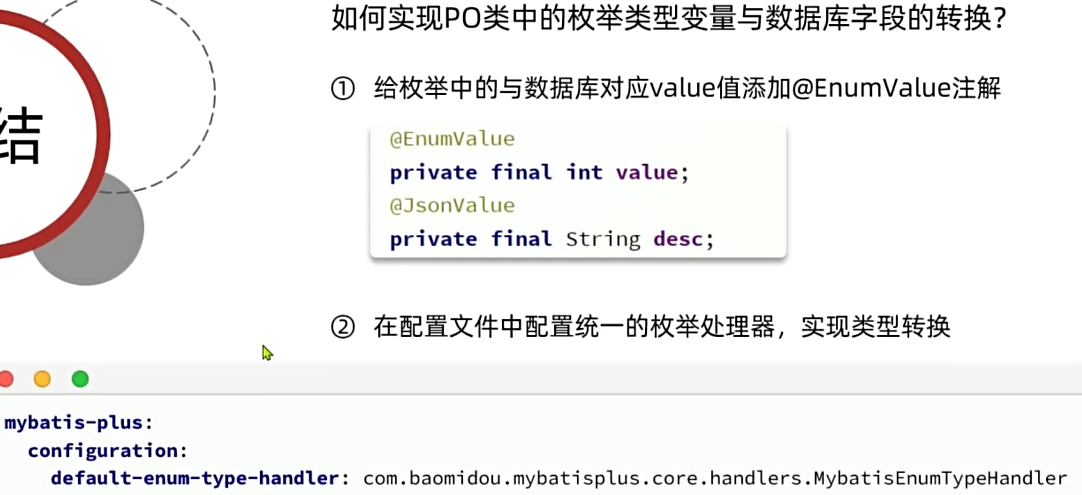 如何实现PO类中的枚举类型变量与数据库字段的转换？
结
① 给枚举中的与数据库对应value值添加@EnumValue注解
@EnumValue
private final int value;
@JsonValue
private final String desc;
② 在配置文件中配置统一的枚举处理器，实现类型转换
mybatis-plus:
configuration:
default-enum-type-handler: com.baomidou.mybatisplus.core.handlers.MybatisEnumTypeHandler